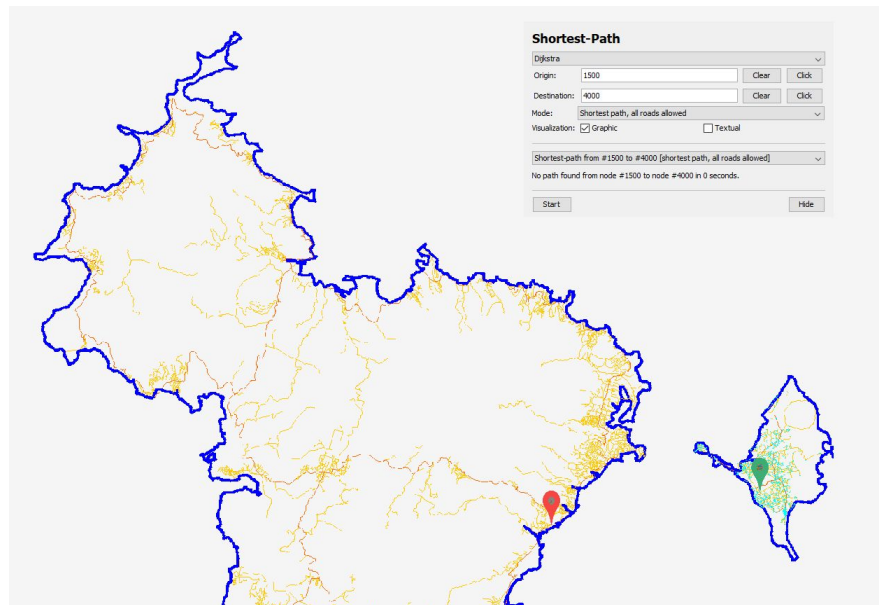 Shortest-Path
Dijkstra
Origin: 1500 Clear Click
Destination: 4000 Clear Click
Mode: Shortest path, all roads allowed
Visualization: Graphic Textual
Shortest-path from #1500 to #4000 [shortest path, all roads allowed]
No path found from node #1500 to node #4000 in 0 seconds.
Start Hide